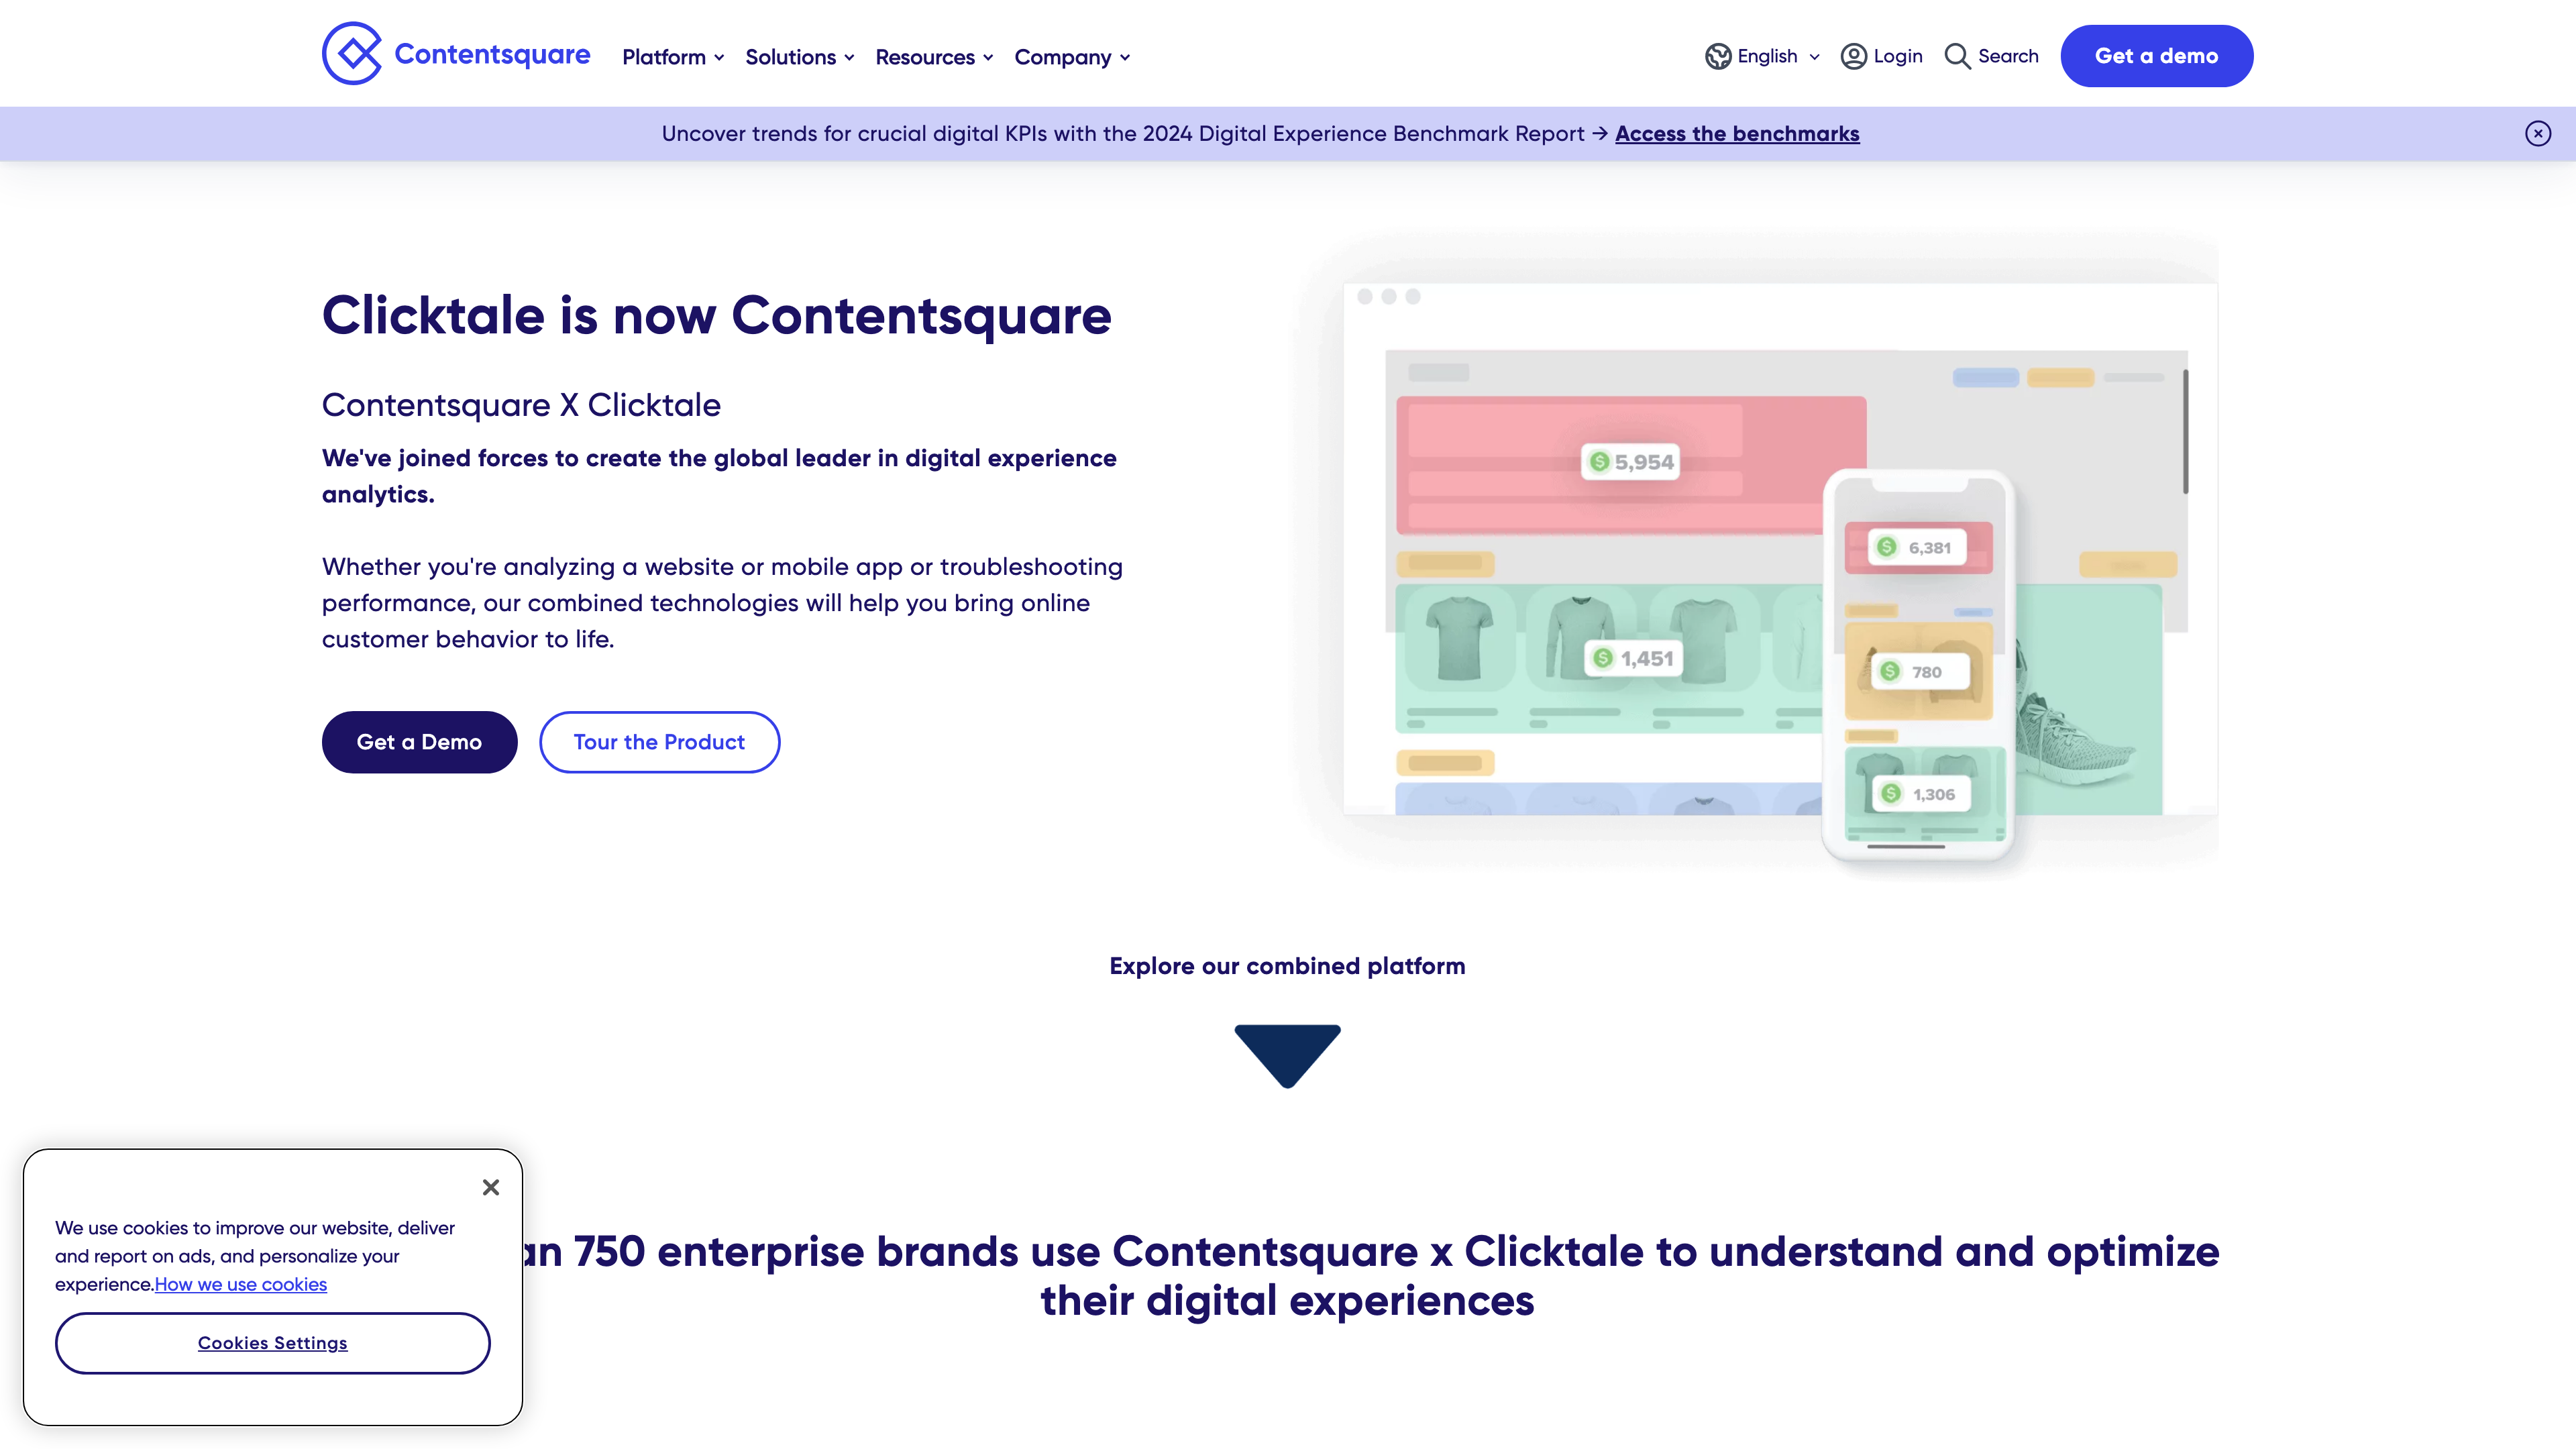 Contentsquare
Platform
Solutions
Resources
Company
English
Login
Search
Get a demo
Uncover trends for crucial digital KPIs with the 2024 Digital Experience Benchmark Report → Access the benchmarks
Clicktale is now Contentsquare
Contentsquare X Clicktale
We've joined forces to create the global leader in digital experience
analytics.
Whether you're analyzing a website or mobile app or troubleshooting
performance, our combined technologies will help you bring online
customer behavior to life.
Get a Demo
Tour the Product
$ 5,954
$ 6,381
$ 1,451
$ 780
$ 1,306
Explore our combined platform
We use cookies to improve our website, deliver
and report on ads, and personalize your
experience.How we use cookies
Cookies Settings
750 enterprise brands use Contentsquare x Clicktale to understand and optimize
their digital experiences